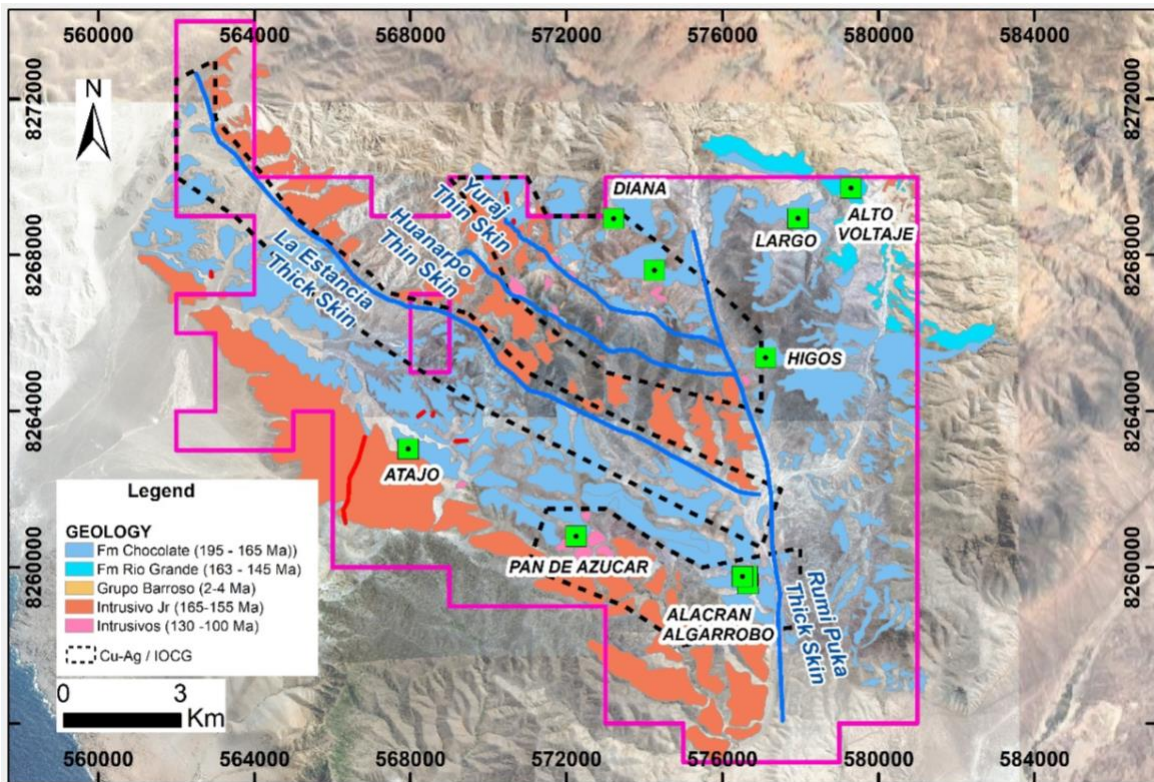 560000 564000 568000 572000 576000 580000 584000
8272000
8272000
N
DIANA
Yuraj
Thin Skin
ALTO
VOLTAJE
LARGO
Huanarpo
Thin Skin
8268000
8268000
La Estancia
Thick Skin
HIGOS
8264000
8264000
ATAJO
Legend
GEOLOGY
Fm Chocolate (195 - 165 Ma))
Fm Rio Grande (163 - 145 Ma)
Grupo Barroso (2-4 Ma)
Intrusivo Jr (165-155 Ma)
Intrusivos (130 -100 Ma)
Cu-Ag / IOCG
PAN DE AZUCAR
8260000
8260000
ALACRAN
ALGARROBO
Rumi Puka
Thick Skin
0 3
Km
560000 564000 568000 572000 576000 580000 584000